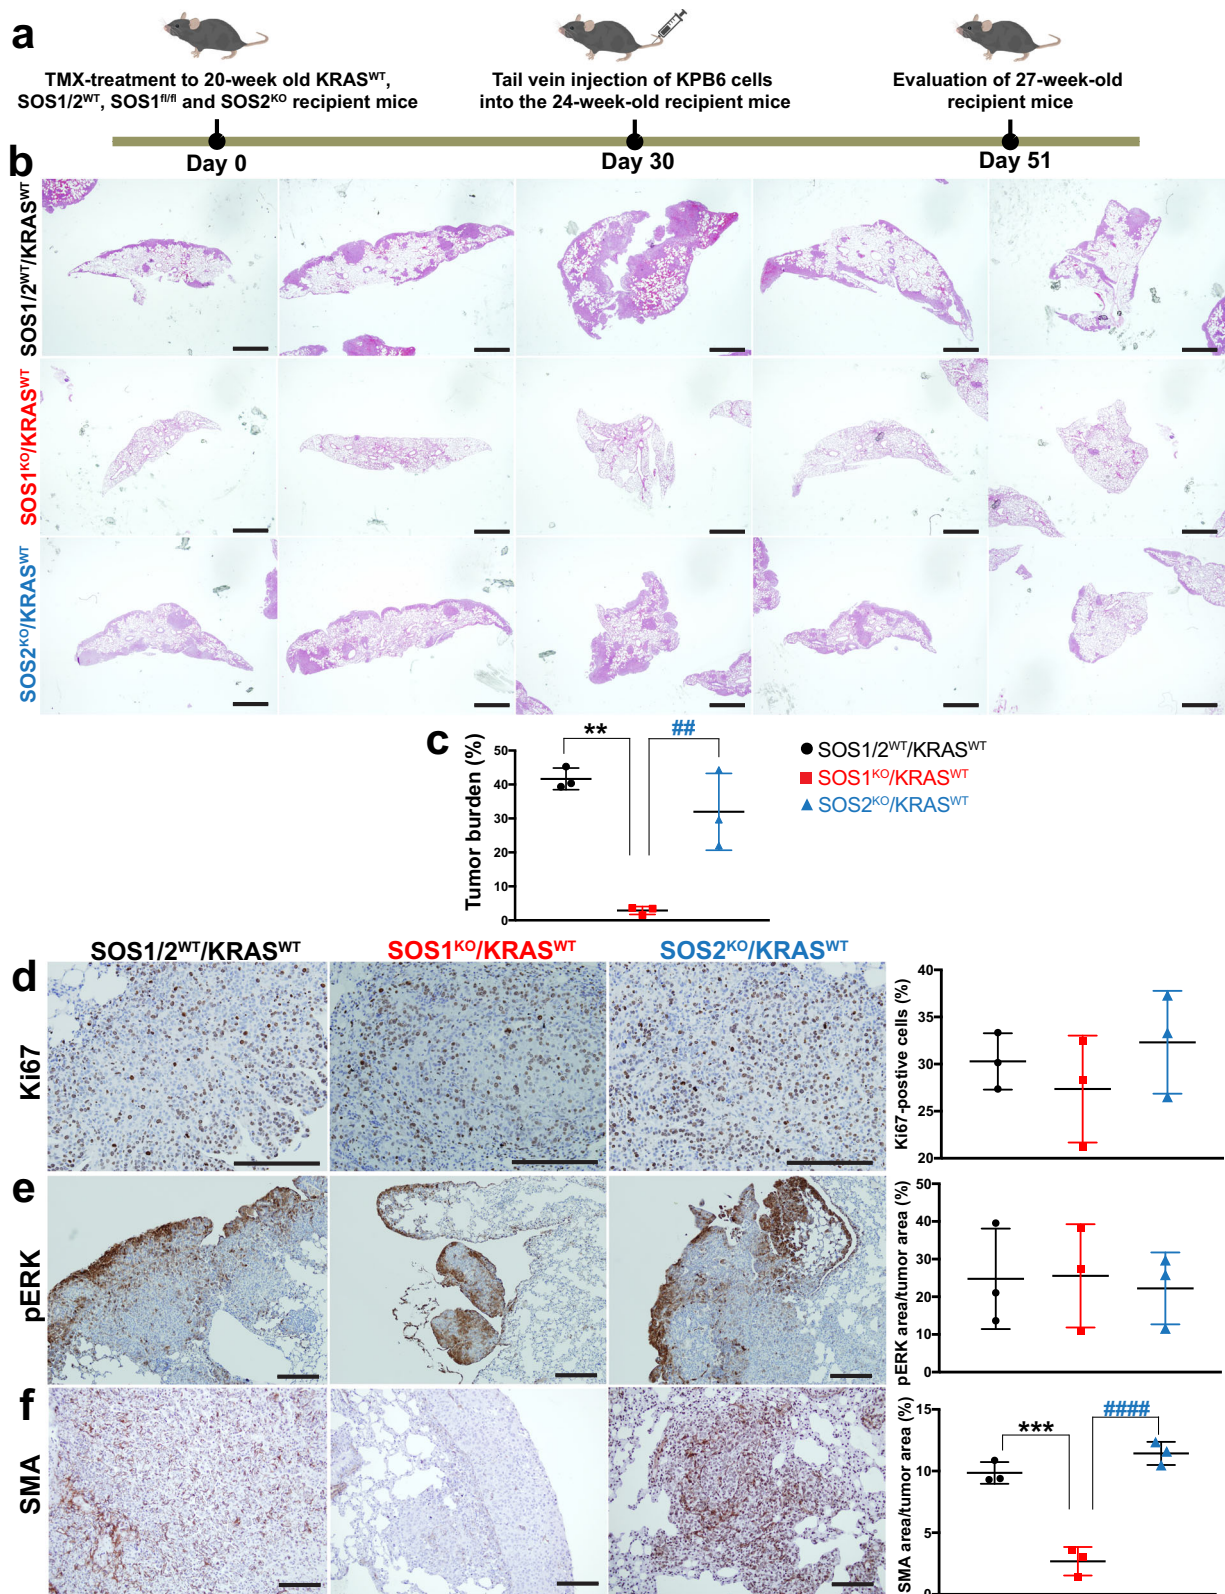 a
TMX-treatment to 20-week old KRASWT,
SOS1/2WT, SOS1fl/fl and SOS2KO recipient mice
Tail vein injection of KPB6 cells
into the 24-week-old recipient mice
Evaluation of 27-week-old
recipient mice
Day 0
Day 30
Day 51
b
SOS1/2WT/KRASWT
SOS1KO/KRASWT
SOS2KO/KRASWT
c
Tumor burden (%)
50
40
30
20
10
0
**
##
SOS1/2WT/KRASWT
SOS1KO/KRASWT
SOS2KO/KRASWT
SOS1/2WT/KRASWT
SOS1KO/KRASWT
SOS2KO/KRASWT
d
Ki67
Ki67-postive cells (%)
40
35
30
25
20
e
pERK
pERK area/tumor area (%)
50
40
30
20
10
0
f
SMA
SMA area/tumor area (%)
15
10
5
0
***
####